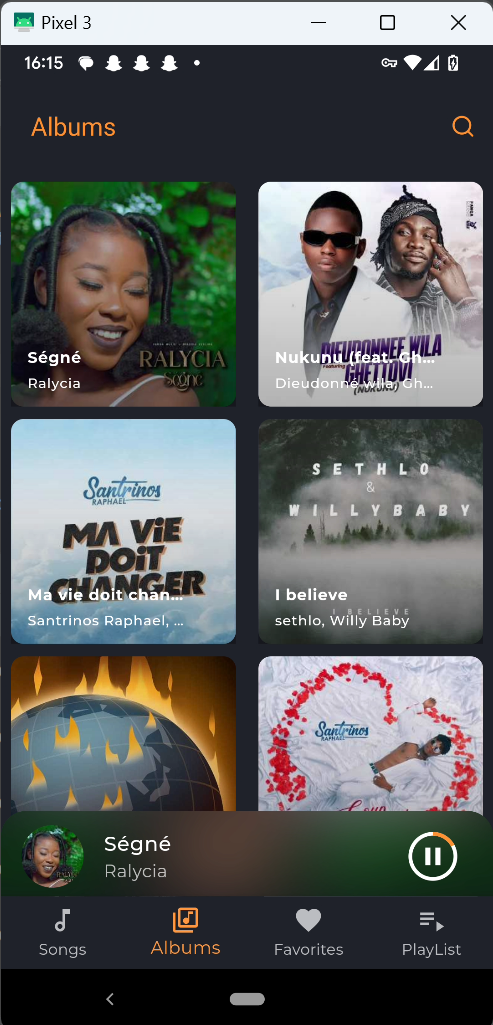 Pixel 3
16:15
Albums
RALYCIA
Ségné
Ségné
Ralycia
DIEUDONNEE WILA
Featuring
GHETTOVI
(NUKUNU)
Nukunu (feat. Gh...
Dieudonné wila, Gh...
Santrinos
RAPHAEL
MA ViE
DOiT
CHANGER
Ma vie doit chan...
Santrinos Raphael, ...
SETHLO
&
WILLYBABY
I BELIEVE
I believe
sethlo, Willy Baby
Santrinos
RAPHAEL
Ségné
Ralycia
Songs
Albums
Favorites
PlayList